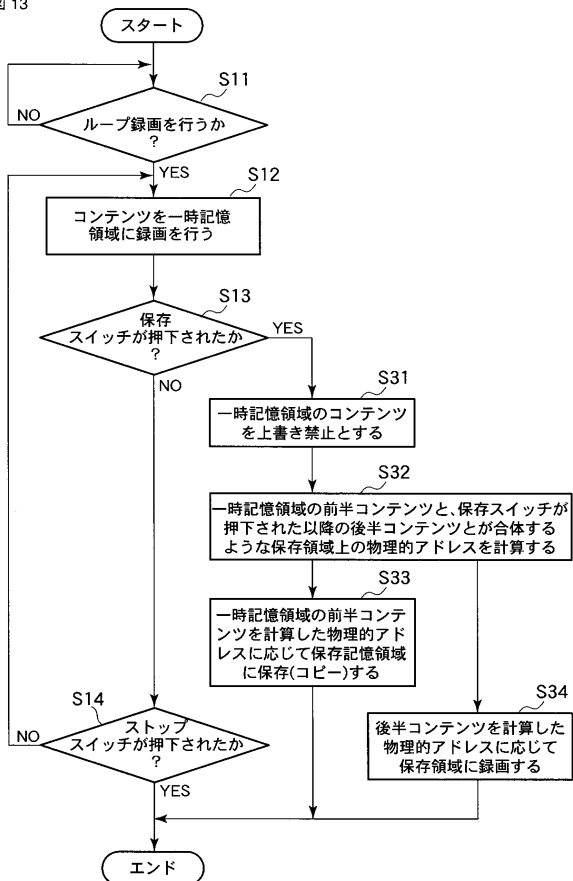 図13
スタート
S11
ループ録画を行うか
?
NO
YES
S12
コンテンツを一時記憶
領域に録画を行う
S13
保存
スイッチが押下されたか
?
YES
NO
S31
一時記憶領域のコンテンツ
を上書き禁止とする
S32
一時記憶領域の前半コンテンツと、保存スイッチが
押下された以降の後半コンテンツとが合体する
ような保存領域上の物理的アドレスを計算する
S33
一時記憶領域の前半コンテ
ンツを計算した物理的アド
レスに応じて保存記憶領域
に保存(コピー)する
S34
後半コンテンツを計算した
物理的アドレスに応じて
保存領域に録画する
S14
ストップ
スイッチが押下されたか
?
NO
YES
エンド